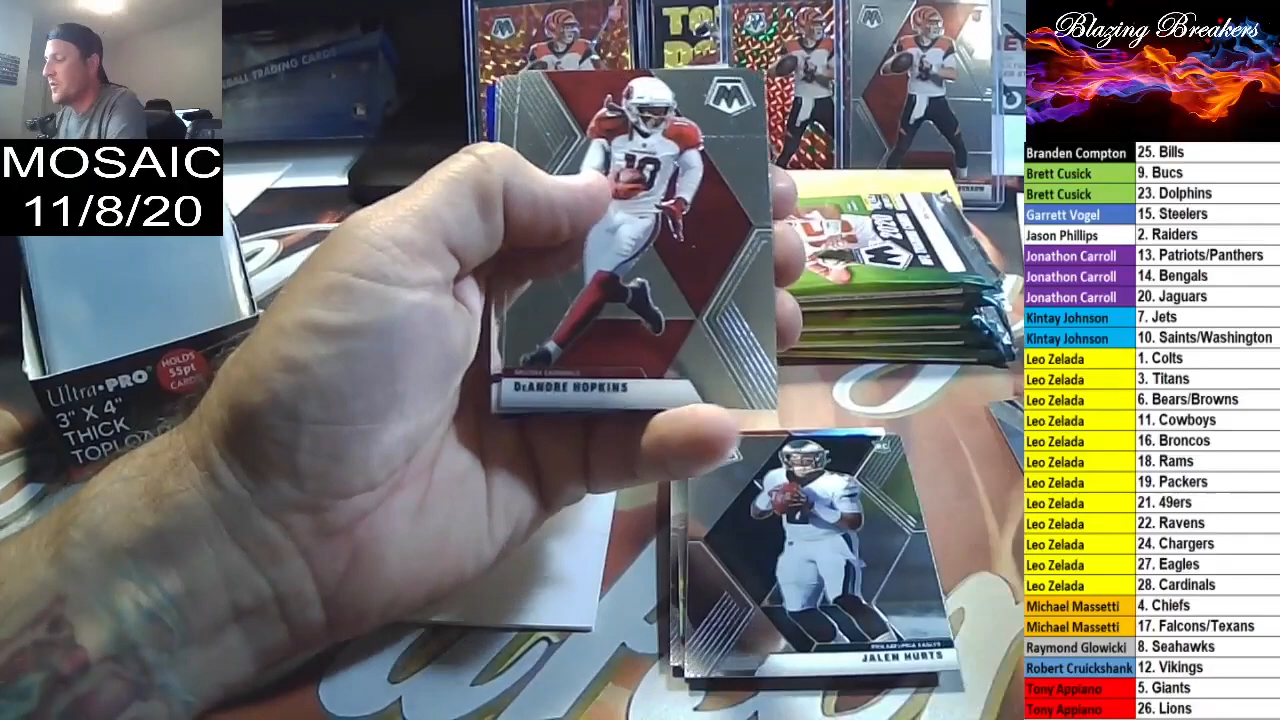 Blazing Breakers
MOSAIC
11/8/20
BALL TRADING CARDS
Ultra·PRO
HOLDS
55pt
CARDS
3" X 4"
THICK
DeANDRE HOPKINS
PHILADELPHIA EAGLES
JALEN HURTS
RC
Branden Compton 25. Bills
Brett Cusick 9. Bucs
Brett Cusick 23. Dolphins
Garrett Vogel 15. Steelers
Jason Phillips 2. Raiders
Jonathon Carroll 13. Patriots/Panthers
Jonathon Carroll 14. Bengals
Jonathon Carroll 20. Jaguars
Kintay Johnson 7. Jets
Kintay Johnson 10. Saints/Washington
Leo Zelada 1. Colts
Leo Zelada 3. Titans
Leo Zelada 6. Bears/Browns
Leo Zelada 11. Cowboys
Leo Zelada 16. Broncos
Leo Zelada 18. Rams
Leo Zelada 19. Packers
Leo Zelada 21. 49ers
Leo Zelada 22. Ravens
Leo Zelada 24. Chargers
Leo Zelada 27. Eagles
Leo Zelada 28. Cardinals
Michael Massetti 4. Chiefs
Michael Massetti 17. Falcons/Texans
Raymond Glowicki 8. Seahawks
Robert Cruickshank 12. Vikings
Tony Appiano 5. Giants
Tony Appiano 26. Lions